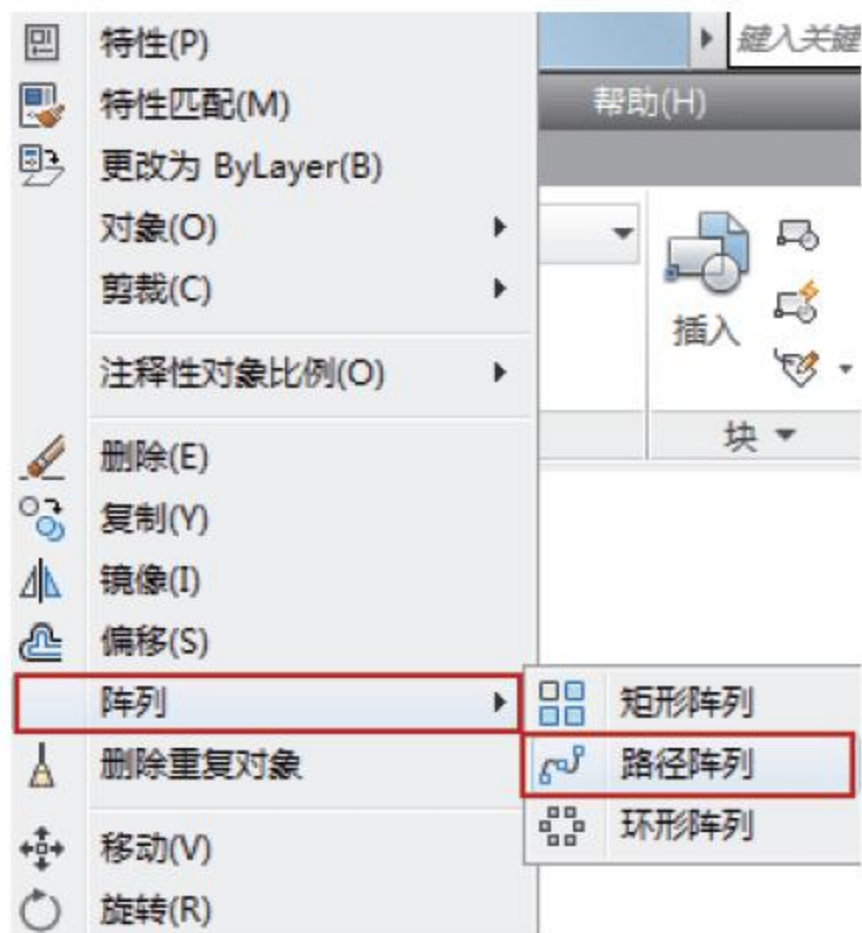 特性(P)
特性匹配(M)
更改为 ByLayer(B)
对象(O)
剪裁(C)
注释性对象比例(O)
删除(E)
复制(Y)
镜像(I)
偏移(S)
阵列
删除重复对象
移动(V)
旋转(R)
矩形阵列
路径阵列
环形阵列
鍵入关鍵
帮助(H)
插入
块